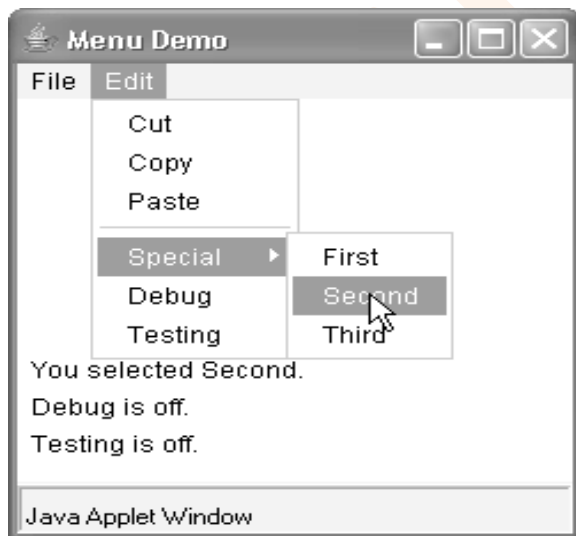 Menu Demo
File Edit
Cut
Copy
Paste
Special First
Debug Second
Testing Third
You selected Second.
Debug is off.
Testing is off.
Java Applet Window